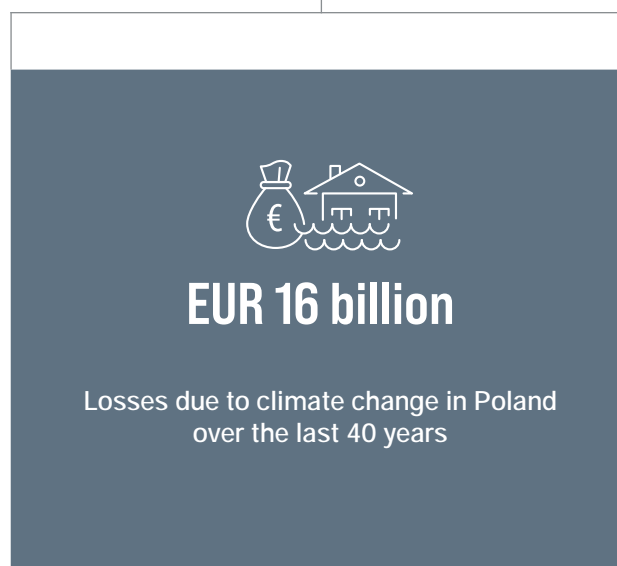 €
EUR 16 billion
Losses due to climate change in Poland
over the last 40 years